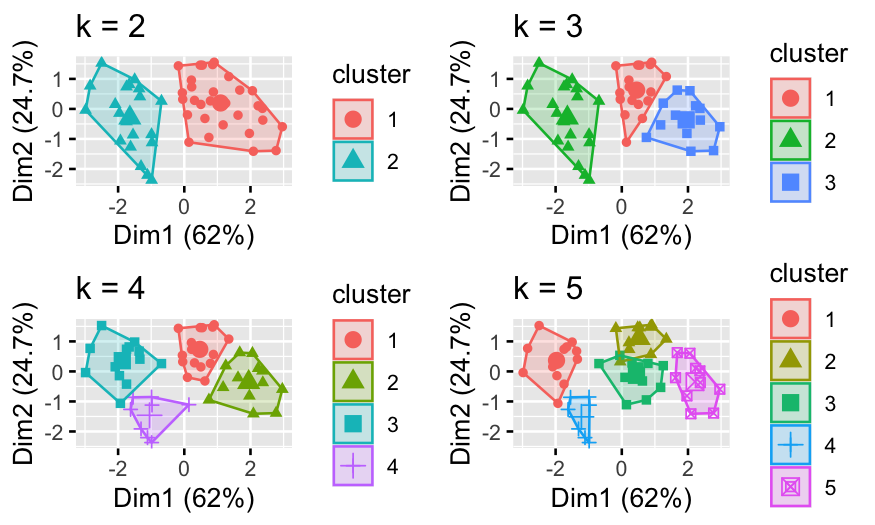 k = 2
1
0
-1
-2
Dim2 (24.7%)
-2 0 2
Dim1 (62%)
cluster
1
2
k = 3
1
0
-1
-2
Dim2 (24.7%)
-2 0 2
Dim1 (62%)
cluster
1
2
3
k = 4
1
0
-1
-2
Dim2 (24.7%)
-2 0 2
Dim1 (62%)
cluster
1
2
3
4
k = 5
1
0
-1
-2
Dim2 (24.7%)
-2 0 2
Dim1 (62%)
cluster
1
2
3
4
5